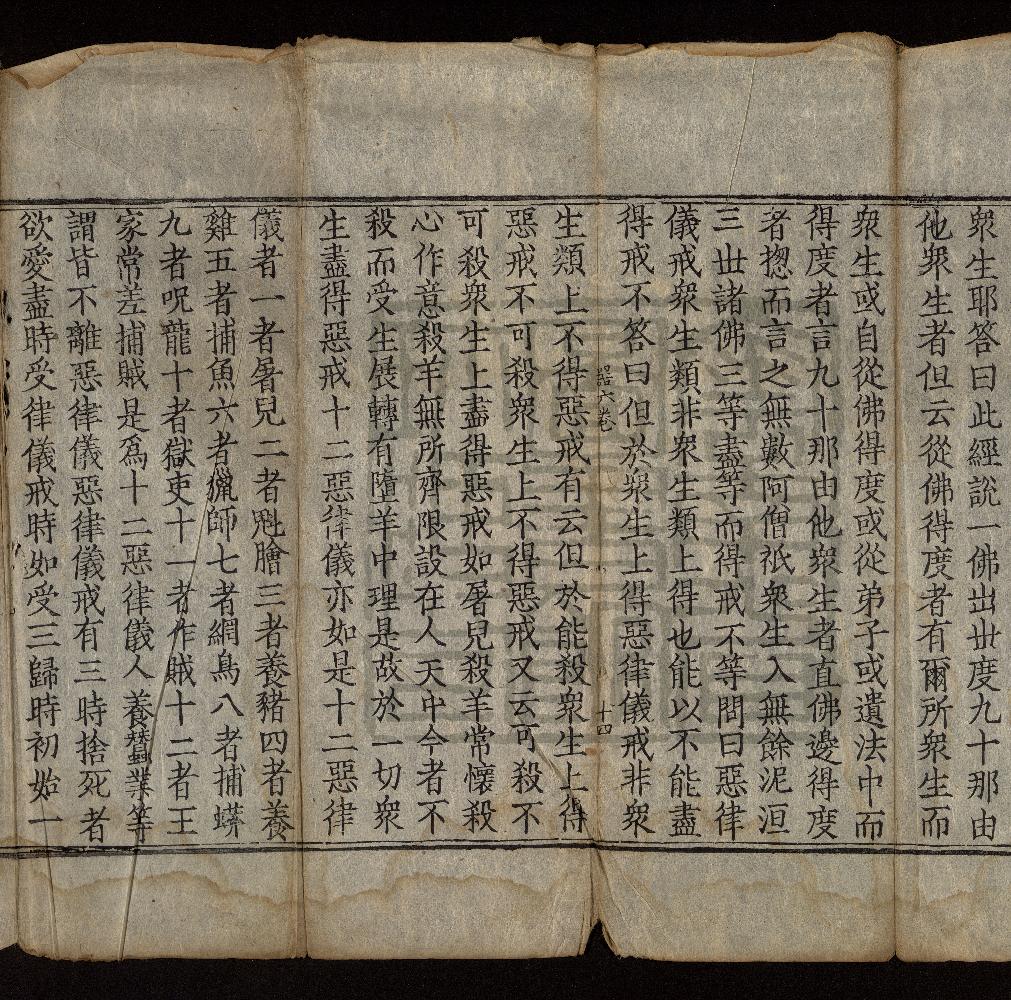 衆生耶答曰此經說一佛出丗度九十那由
他衆生者但云從佛得度者有爾所衆生而
衆生或自從佛得度或從弟子或遺法中而
得度者言九十那由他衆生者直佛邊得度
者揔而言之無數阿僧祇衆生入無餘泥洹
三丗諸佛三等盡等而得戒不等問曰惡律
儀戒衆生類非衆生類上得也能以不能盡
得戒不答曰但於衆生上得惡律儀戒非衆
器六卷 十四
生類上不得惡戒有云但於能殺衆生上得
惡戒不可殺衆生上不得惡戒又云可殺不
可殺衆生上盡得惡戒如屠兒殺羊常懷殺
心作意殺羊無所齊限設在人天中今者不
殺而受生展轉有墮羊中理是故於一切衆
生盡得惡戒十二惡律儀亦如是十二惡律
儀者一者屠兒二者魁膾三者養豬四者養
雞五者捕魚六者獵師七者網鳥八者捕蟒
九者呪龍十者獄吏十一者作賊十二者王
家常差捕賊是爲十二惡律儀人養蠶業等
謂皆不離惡律儀惡律儀戒有三時捨死者
欲愛盡時受律儀戒時如受三歸時初始一